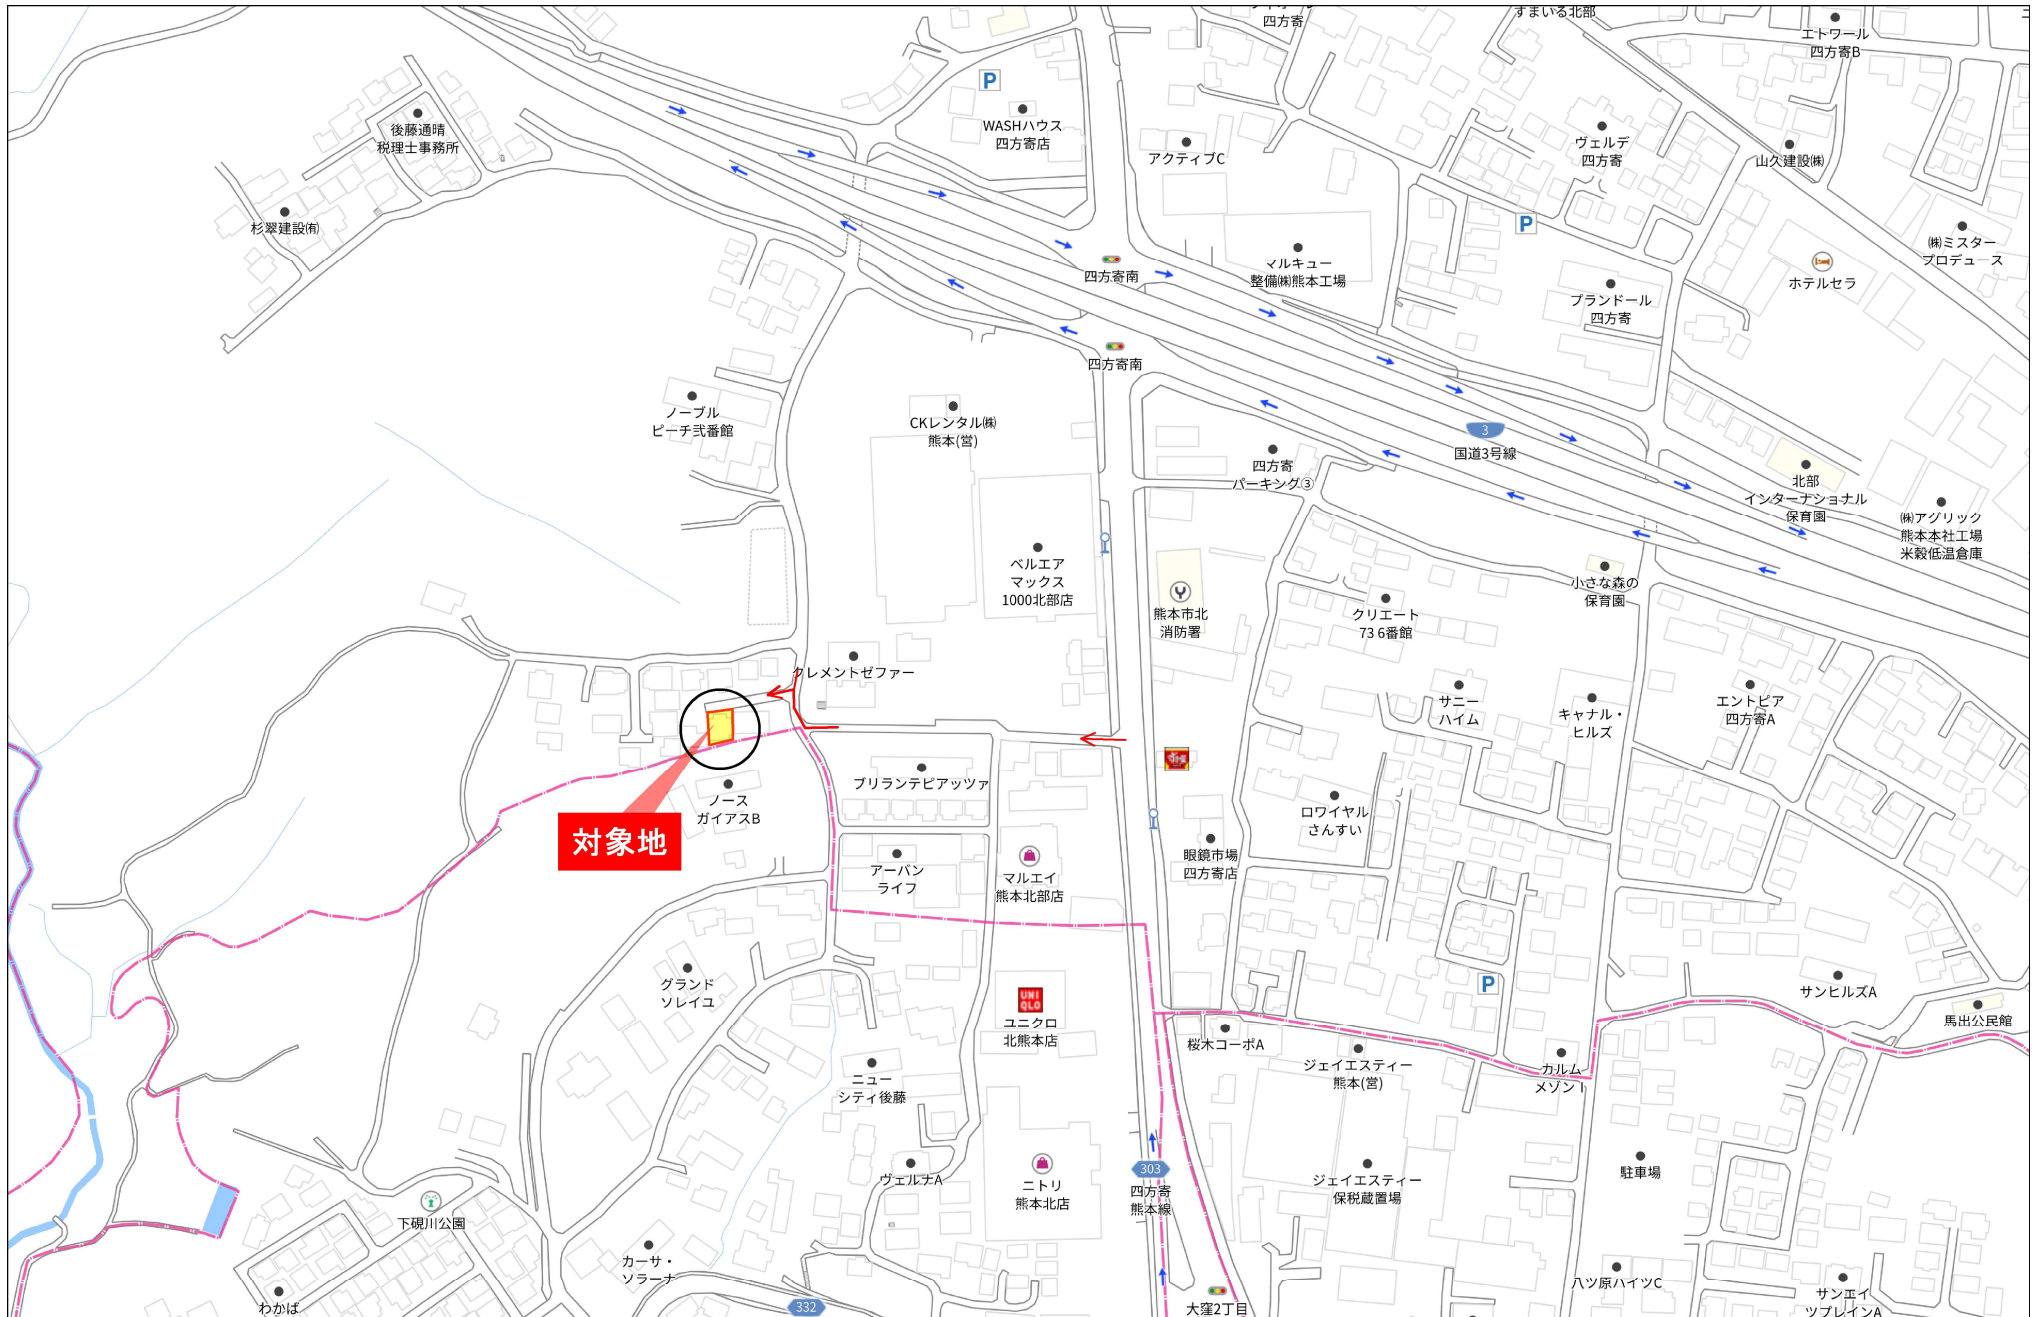 四方寄
すまいる北部
エトワール
四方寄B
P
WASHハウス
四方寄店
後藤通晴
税理士事務所
アクティブC
ヴェルデ
四方寄
山久建設㈱
杉翠建設㈲
P
㈱ミスター
プロデュース
四方寄南
マルキュー
整備㈱熊本工場
ホテルセラ
ブランドール
四方寄
四方寄南
ノーブル
ピーチ弐番館
CKレンタル㈱
熊本(営)
3
国道3号線
四方寄
パーキング③
北部
インターナショナル
保育園
㈱アグリック
熊本本社工場
米穀低温倉庫
ベルエア
マックス
1000北部店
熊本市北
消防署
クリエート
73 6番館
小さな森の
保育園
クレメントゼファー
サニー
ハイム
キャナル・
ヒルズ
エントピア
四方寄A
ブリランテピアッツァ
ノース
ガイアスB
対象地
ロワイヤル
さんすい
眼鏡市場
四方寄店
アーバン
ライフ
マルエイ
熊本北部店
グランド
ソレイユ
P
サンヒルズA
UNI
QLO
ユニクロ
北熊本店
馬出公民館
桜木コーポA
ジェイエスティー
熊本(営)
カルム
メゾンⅠ
ニュー
シティ後藤
ヴェルナA
ニトリ
熊本北店
303
四方寄
熊本線
ジェイエスティー
保税蔵置場
駐車場
下硯川公園
カーサ・
ソラーナ
わかば
332
大窪2丁目
八ツ原ハイツC
サンエイ
ツプレインA